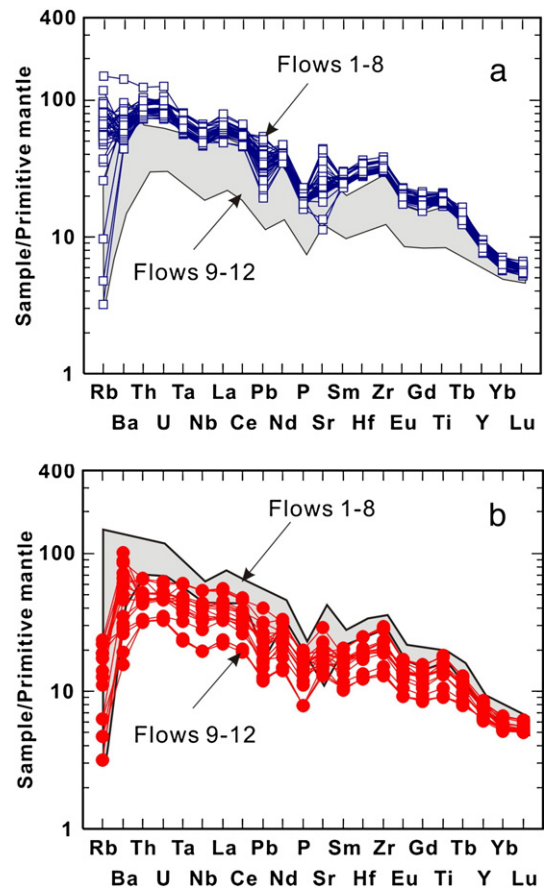 400
a
Flows 1-8
100
Sample/Primitive mantle
10
Flows 9-12
1
Rb Th Ta La Pb P Sm Zr Gd Tb Yb
Ba U Nb Ce Nd Sr Hf Eu Ti Y Lu
400
b
Flows 1-8
100
Sample/Primitive mantle
10
Flows 9-12
1
Rb Th Ta La Pb P Sm Zr Gd Tb Yb
Ba U Nb Ce Nd Sr Hf Eu Ti Y Lu